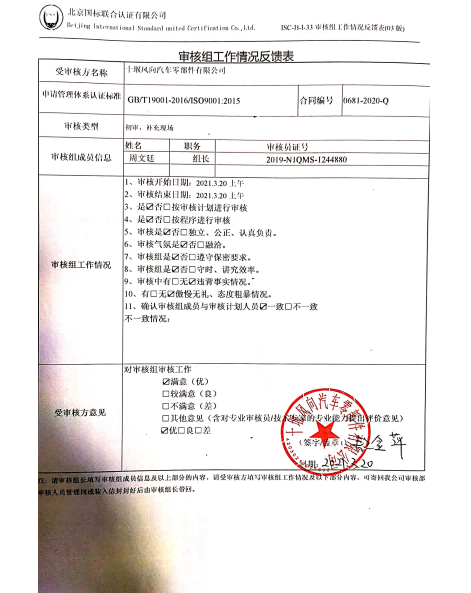 北京国标联合认证有限公司
Beijing International Standard united Certification Co.,Ltd.
ISC-B-I-33 审核组工作情况反馈表(03 版)
审核组工作情况反馈表
受审核方名称 十堰风向汽车零部件有限公司
申请管理体系认证标准 GB/T19001-2016/ISO9001:2015 合同编号 0681-2020-Q
审核类型 初审，补充现场
审核组成员信息 姓名 职务 审核员证号
周文廷 组长 2019-N1QMS-1244880
审核组工作情况
1、审核开始日期：2021.3.20 上午
2、审核结束日期：2021.3.20 上午
3、是☑否□按审核计划进行审核
4、是☑否□按程序进行审核
5、审核是☑否□独立、公正、认真负责。
6、审核气氛是☑否□融洽。
7、审核组是☑否□遵守保密要求。
8、审核组是☑否□守时、讲究效率。
9、审核中有□无☑违背事实情况。
10、有□无☑傲慢无礼、态度粗暴情况。
11、确认审核组成员与审核计划人员☑一致□不一致
不一致情况：
受审核方意见
对审核组审核工作
☑满意（优）
□较满意（良）
□不满意（差）
□其他意见（含对专业审核员/技术专家的专业能力提出评价意见）
☑优□良□差
十堰风向汽车零部件有限公司
（签字/盖章）：
日期：2021.3.20
注：请审核组长填写审核组成员信息及以上部分的内容，请受审核方填写审核组工作情况及以下部分内容，可寄回我公司审核部
审核人员管理岗或输入信封封好后由审核组长带回。